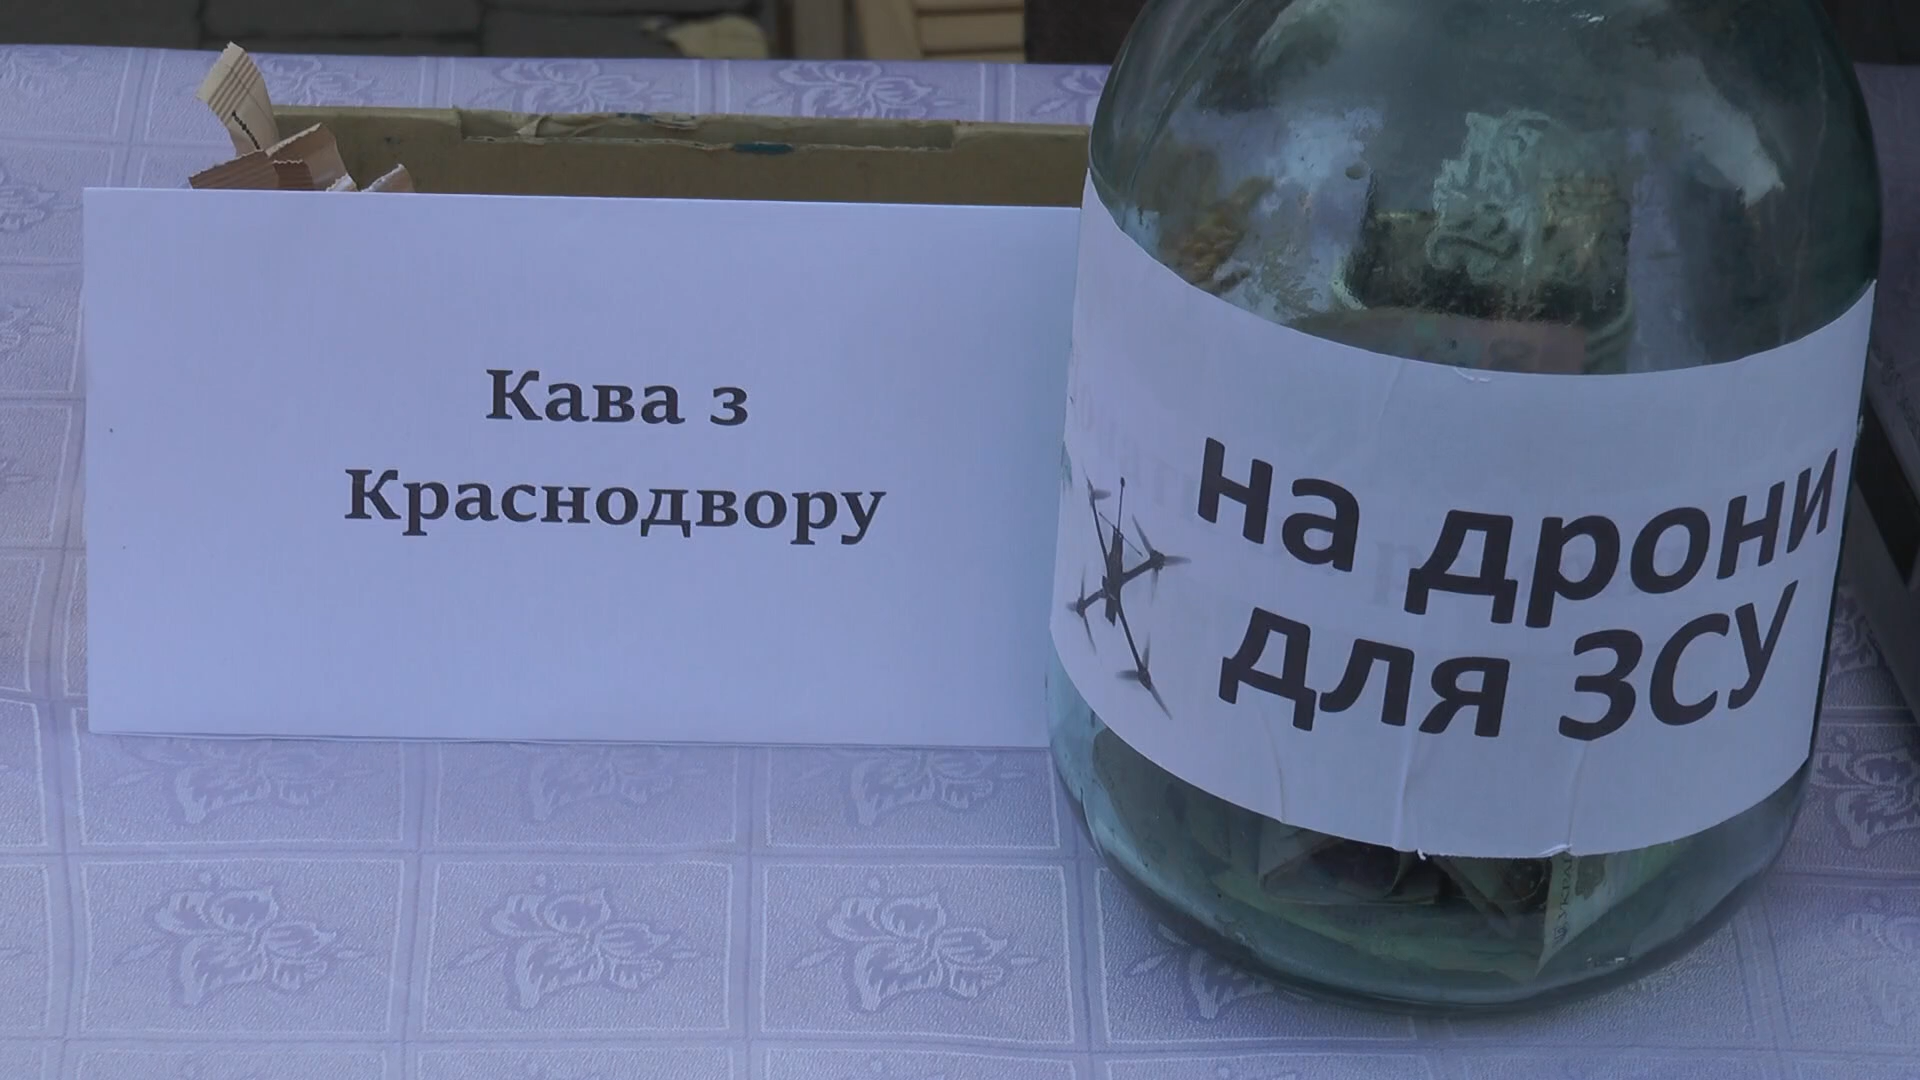 Кава з
Краснодвору
на дрони
для ЗСУ